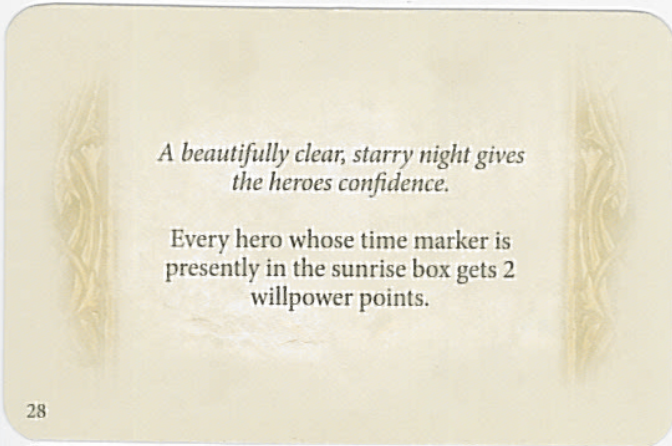 A beautifully clear, starry night gives
the heroes confidence.
Every hero whose time marker is
presently in the sunrise box gets 2
willpower points.
28